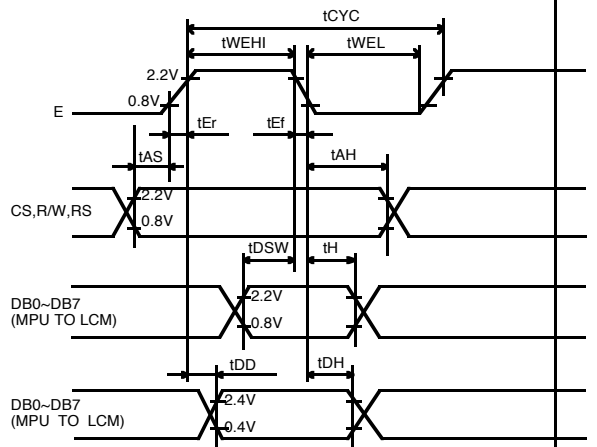 tCYC
tWEHI tWEL
2.2V
0.8V
E
tEr tEf
tAS tAH
2.2V
CS,R/W,RS
0.8V
tDSW tH
2.2V
DB0~DB7
(MPU TO LCM)
0.8V
tDD tDH
2.4V
DB0~DB7
(MPU TO LCM)
0.4V